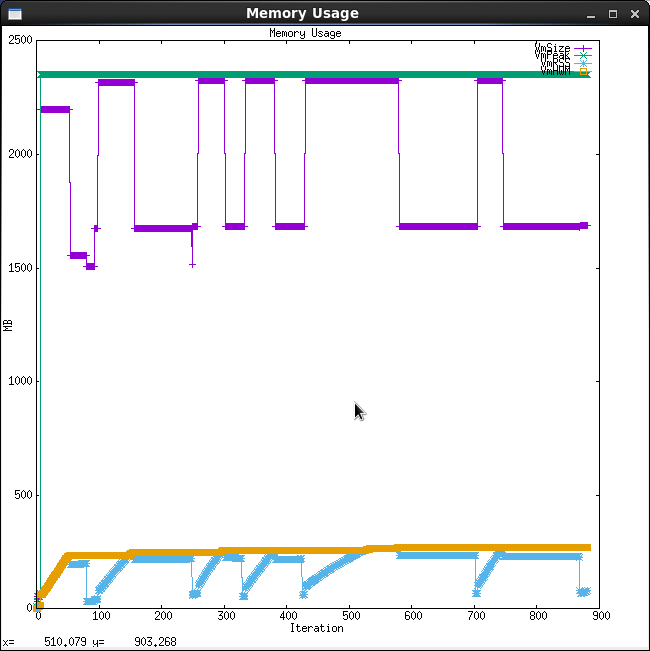 Memory Usage
Memory Usage
2500
VmSize
VmPeak
VmRSS
VmHWM
2000
1500
MB
1000
500
0
0 100 200 300 400 500 600 700 800 900
Iteration
x= 510.079 y= 903.268